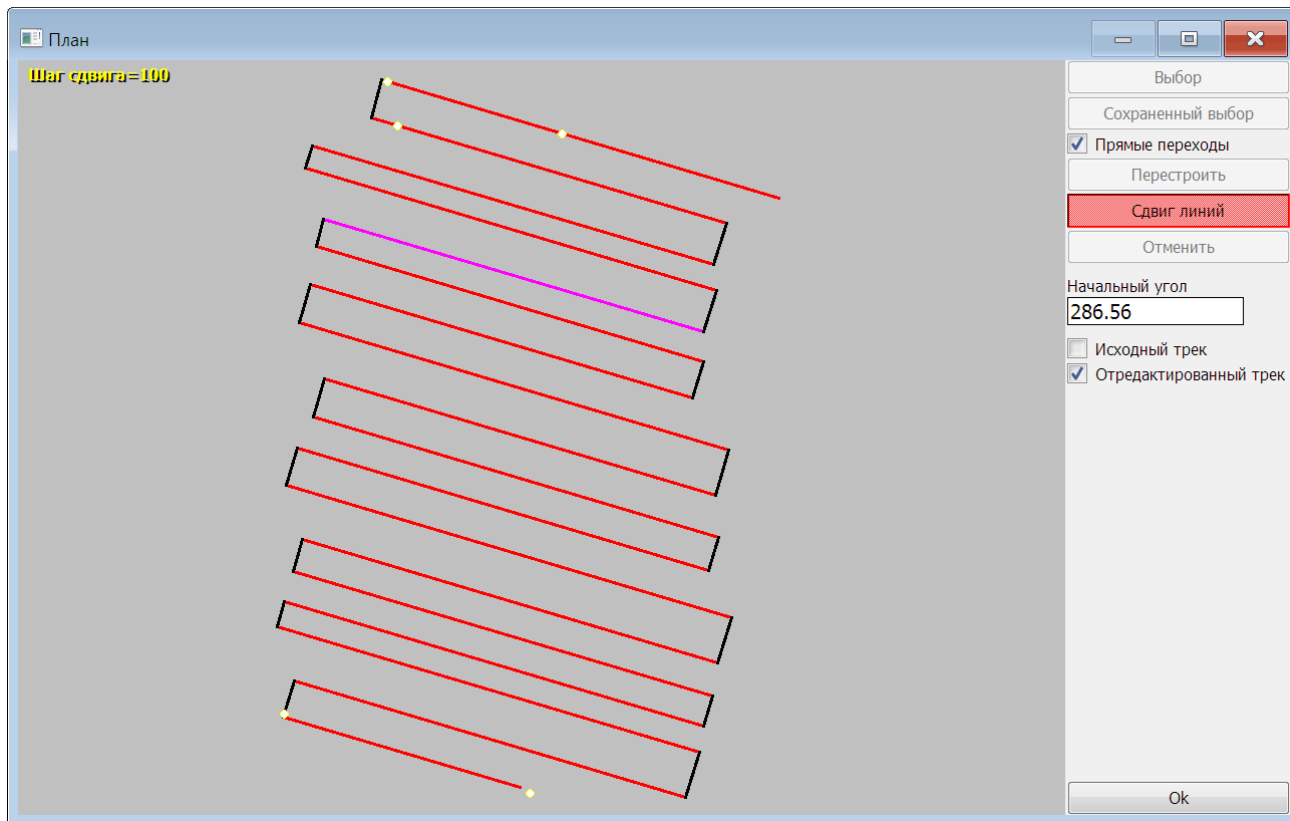 План
Шаг сдвига=100
Выбор
Сохраненный выбор
Прямые переходы
Перестроить
Сдвиг линий
Отменить
Начальный угол
286.56
Исходный трек
Отредактированный трек
Ok